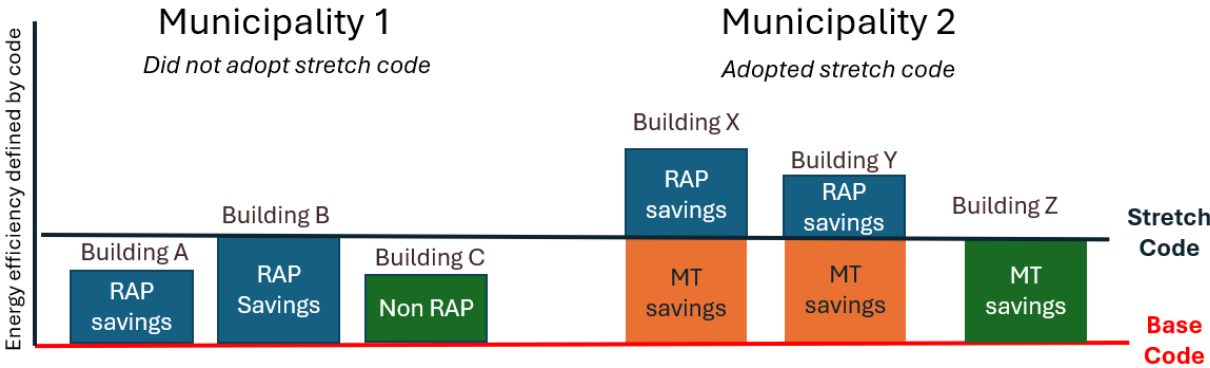 Municipality 1
Did not adopt stretch code
Municipality 2
Adopted stretch code
Energy efficiency defined by code
Building A
RAP
savings
Building B
RAP
Savings
Building C
Non RAP
Building X
RAP
savings
MT
savings
Building Y
RAP
savings
MT
savings
Building Z
MT
savings
Stretch
Code
Base
Code